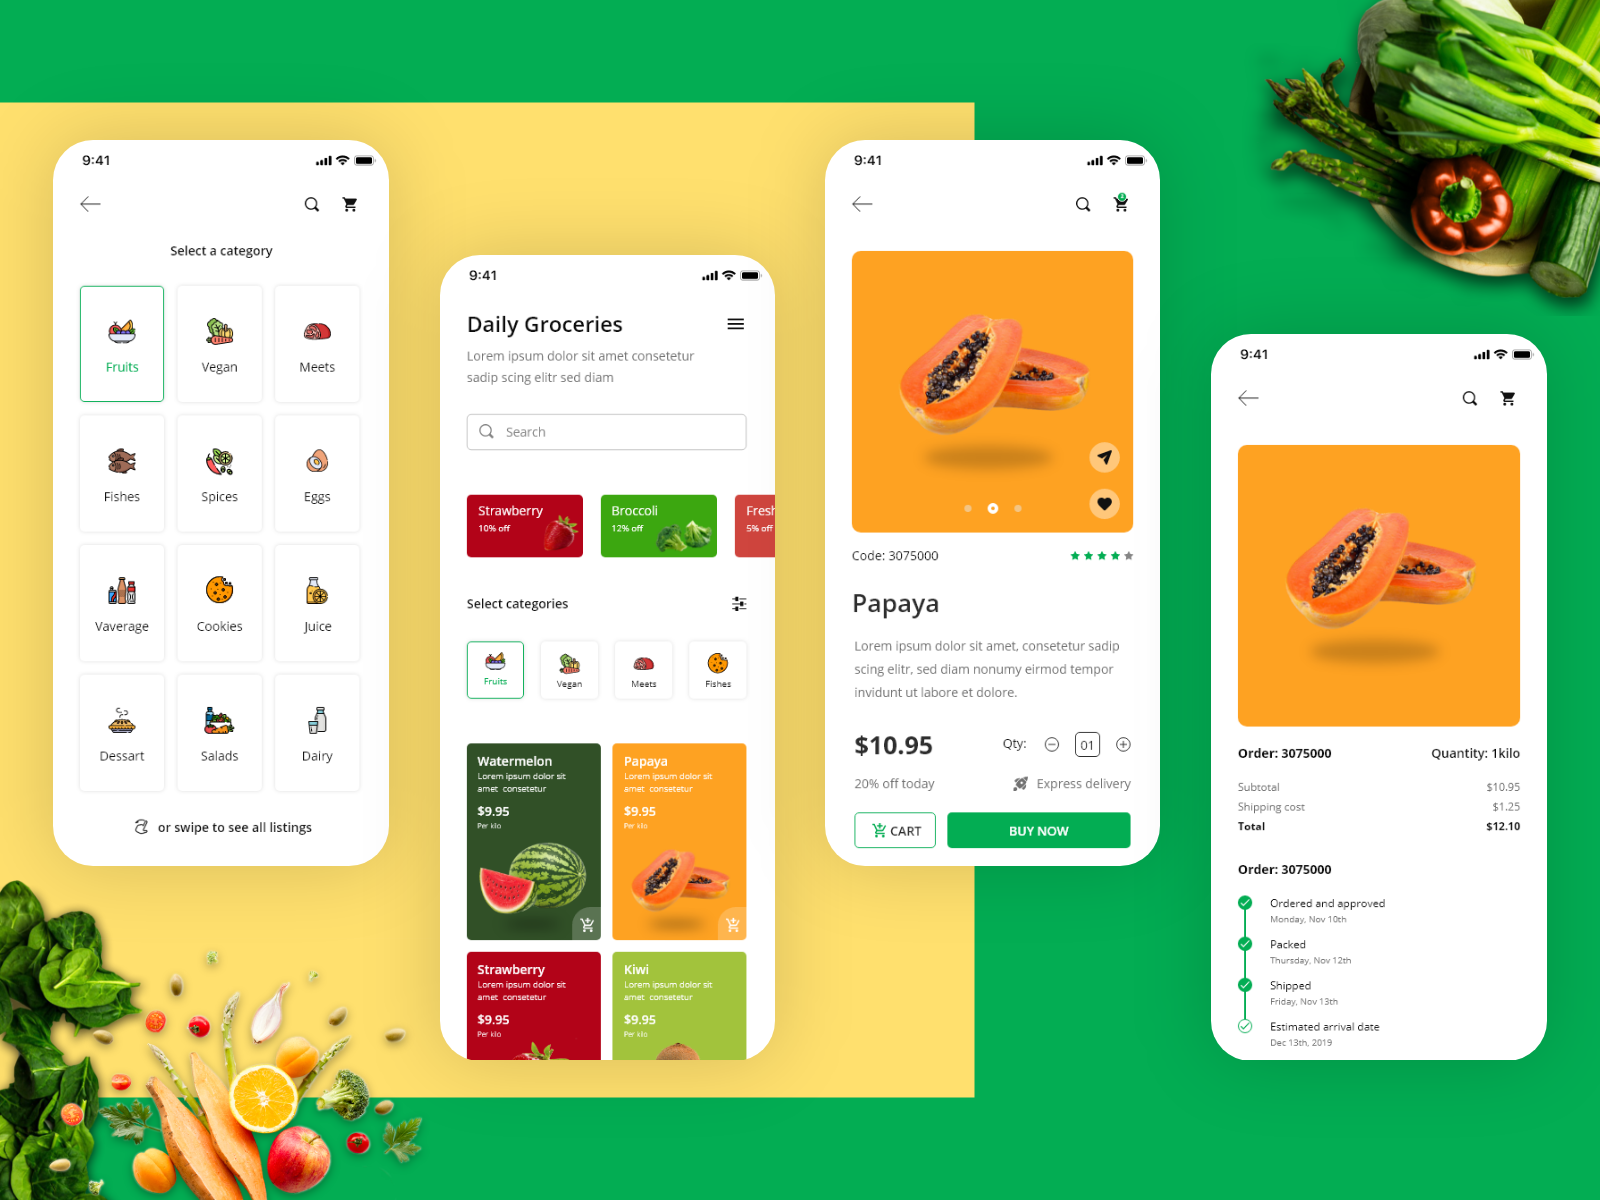 9:41
Select a category
Fruits
Vegan
Meets
Fishes
Spices
Eggs
Vaverage
Cookies
Juice
Dessert
Salads
Dairy
or swipe to see all listings
9:41
Daily Groceries
Lorem ipsum dolor sit amet consetetur
sadip scing elitr sed diam
Search
Strawberry
10% off
Broccoli
12% off
Fresh
5% off
Select categories
Fruits
Vegan
Meets
Fishes
Watermelon
Lorem ipsum dolor sit
amet consetetur
$9.95
Per kilo
Papaya
Lorem ipsum dolor sit
amet consetetur
$9.95
Per kilo
Strawberry
Lorem ipsum dolor sit
amet consetetur
$9.95
Per kilo
Kiwi
Lorem ipsum dolor sit
amet consetetur
$9.95
Per kilo
9:41
Code: 3075000
Papaya
Lorem ipsum dolor sit amet, consetetur sadip
scing elitr, sed diam nonumy eirmod tempor
invidunt ut labore et dolore.
$10.95
Qty:
01
20% off today
Express delivery
CART
BUY NOW
9:41
Order: 3075000
Quantity: 1kilo
Subtotal
$10.95
Shipping cost
$1.25
Total
$12.10
Order: 3075000
Ordered and approved
Monday, Nov 10th
Packed
Thursday, Nov 12th
Shipped
Friday, Nov 13th
Estimated arrival date
Dec 13th, 2019